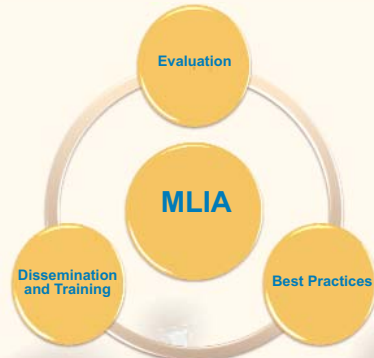 Evaluation
MLIA
Dissemination
and Training
Best Practices